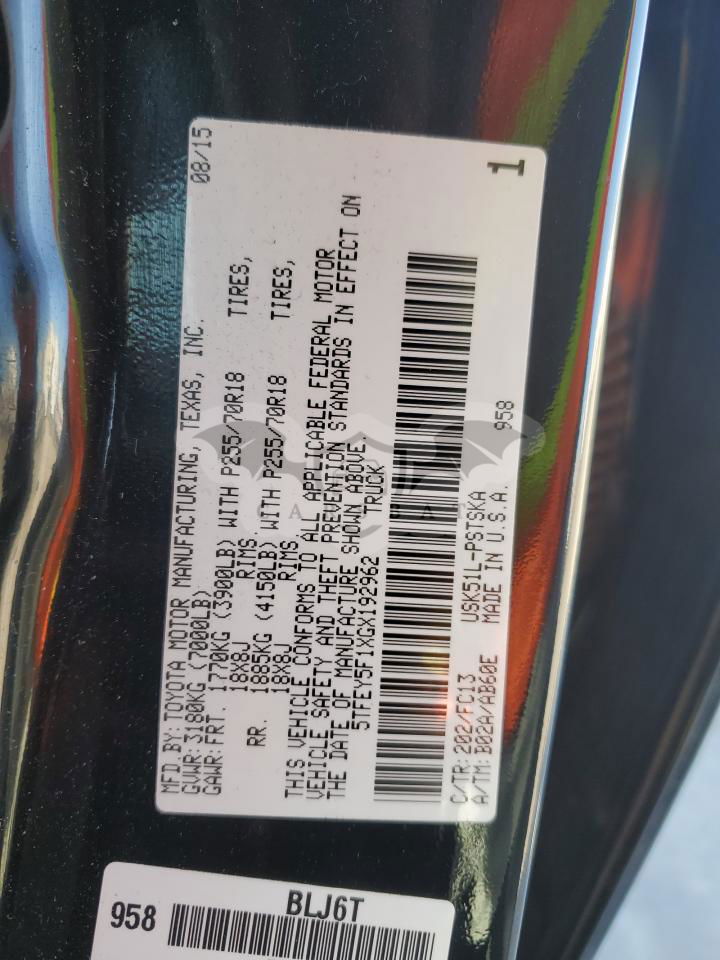 08/15
MFD.BY:TOYOTA MOTOR MANUFACTURING, TEXAS, INC.
GVWR:3180KG (7000LB)
GAWR:FRT. 1770KG (3900LB) WITH P255/70R18 TIRES,
18X8J RIMS
RR. 1885KG (4150LB) WITH P255/70R18 TIRES,
18X8J RIMS
THIS VEHICLE CONFORMS TO ALL APPLICABLE FEDERAL MOTOR
VEHICLE SAFETY AND THEFT PREVENTION STANDARDS IN EFFECT ON
THE DATE OF MANUFACTURE SHOWN ABOVE.
5TFEY5F1XGX192962 TRUCK
C/TR:202/FC13 USK51L-PSTSKA 958
A/TM:B02A/AB60E MADE IN U.S.A.
1
BLJ6T
958